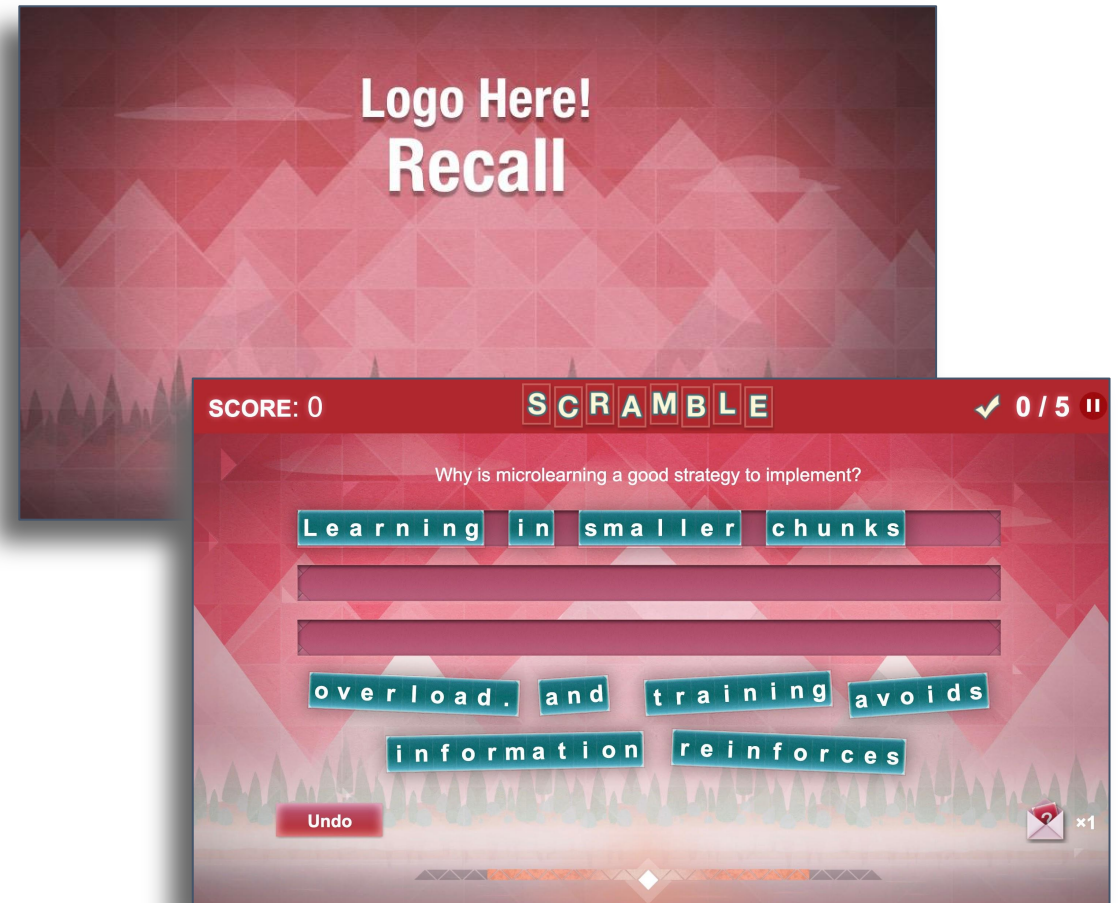 Logo Here!
Recall
SCORE: 0 SCRAMBLE 0 / 5
Why is microlearning a good strategy to implement?
Learning in smaller chunks
overload. and training avoids
information reinforces
Undo ? ×1